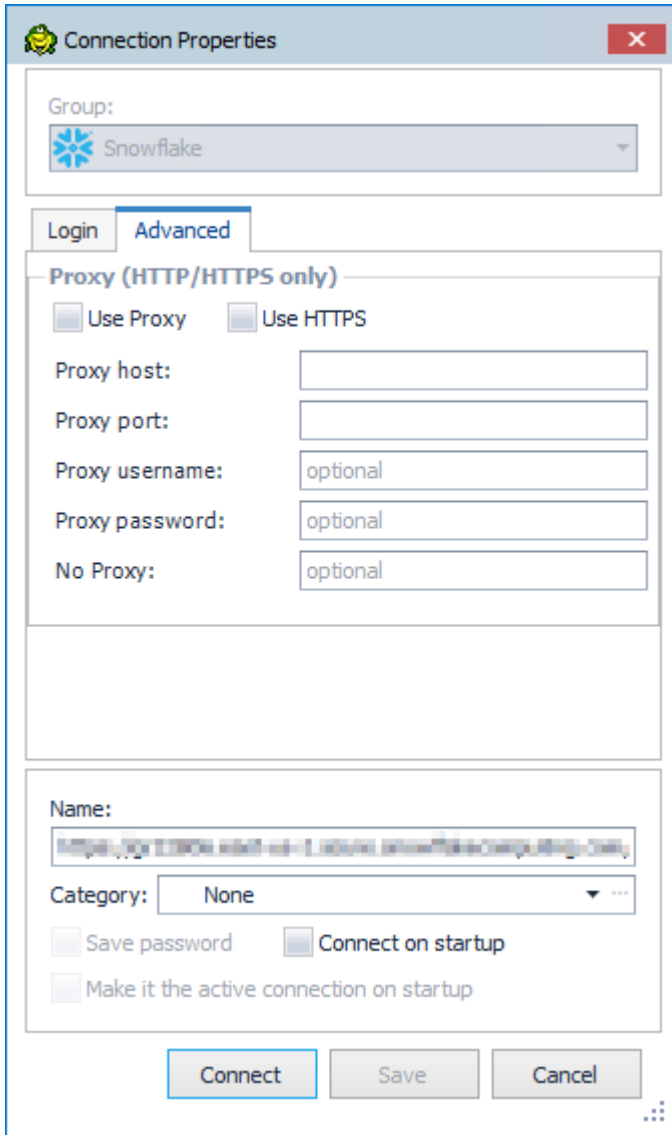 Connection Properties
Group:
Snowflake
Login Advanced
Proxy (HTTP/HTTPS only)
Use Proxy Use HTTPS
Proxy host:
Proxy port:
Proxy username: optional
Proxy password: optional
No Proxy: optional
Name:
Category: None
Save password Connect on startup
Make it the active connection on startup
Connect Save Cancel